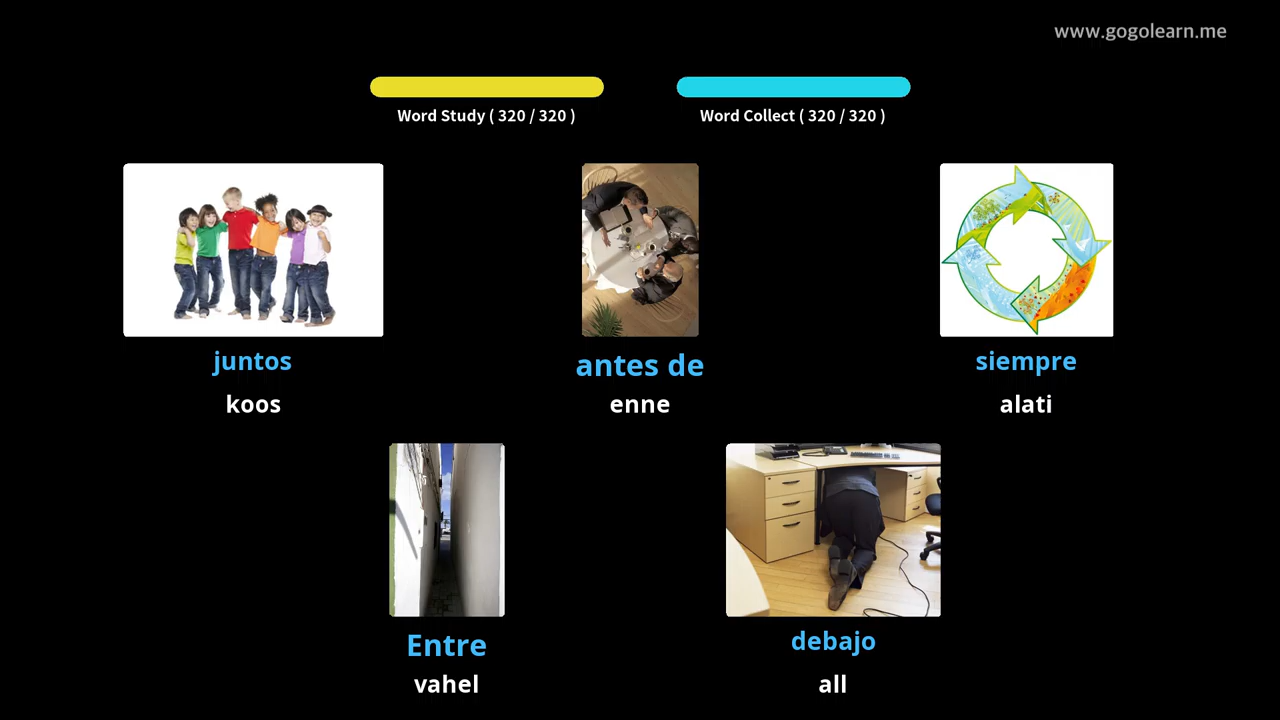 www.gogolearn.me
Word Study ( 320 / 320 )
Word Collect ( 320 / 320 )
juntos
koos
antes de
enne
siempre
alati
Entre
vahel
debajo
all